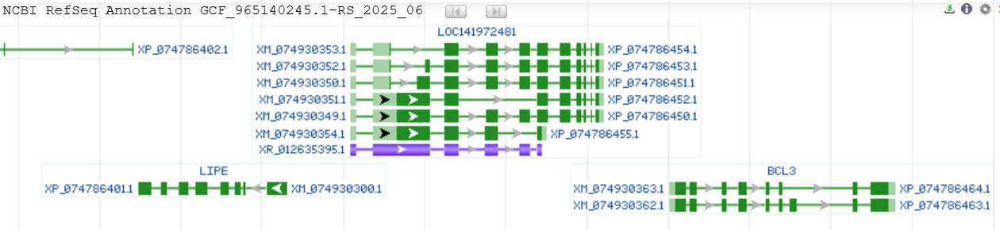 NCBI RefSeq Annotation GCF_965140245.1-RS_2025_06
LOC141972481
XP_074786402.1
XM_074930353.1 XP_074786454.1
XM_074930352.1 XP_074786453.1
XM_074930350.1 XP_074786451.1
XM_074930351.1 XP_074786452.1
XM_074930349.1 XP_074786450.1
XM_074930354.1 XP_074786455.1
XR_012635395.1
LIPE
XP_074786401.1 XM_074930300.1
BCL3
XM_074930363.1 XP_074786464.1
XM_074930362.1 XP_074786463.1